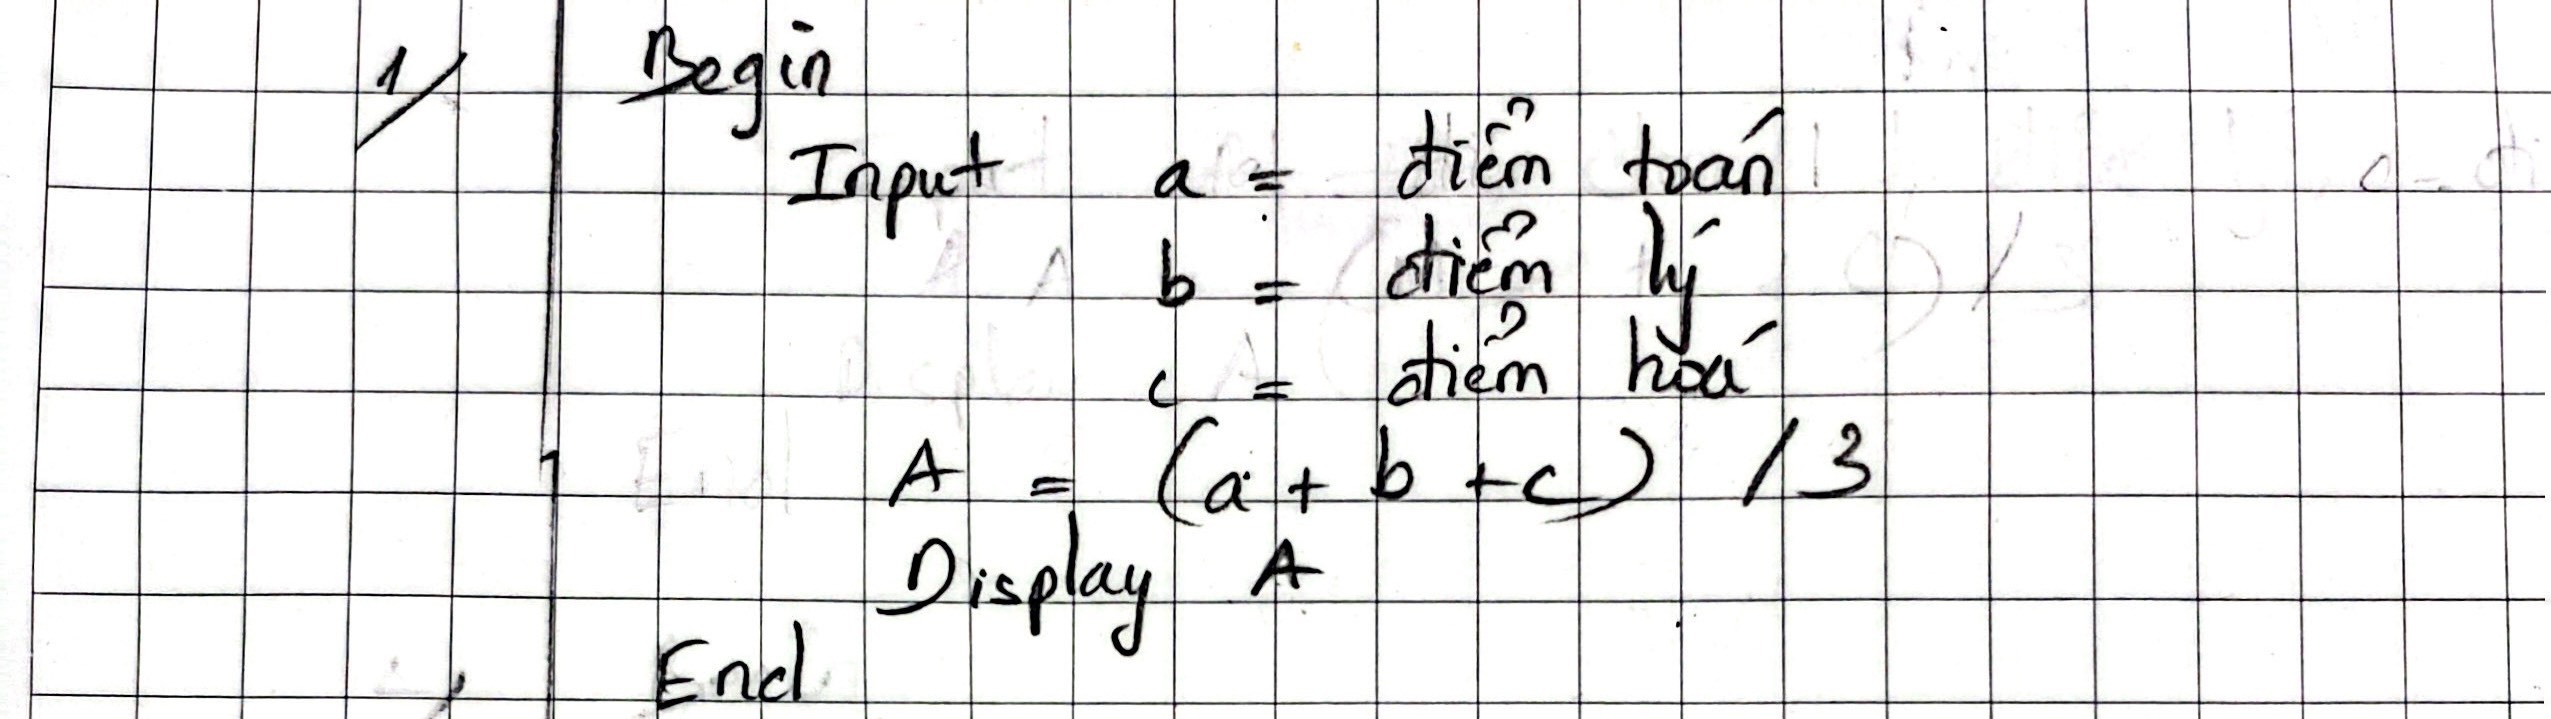 1/ Begin
Input a = điểm toán
b = điểm lý
c = điểm hoá
A = (a + b + c) / 3
Display A
End